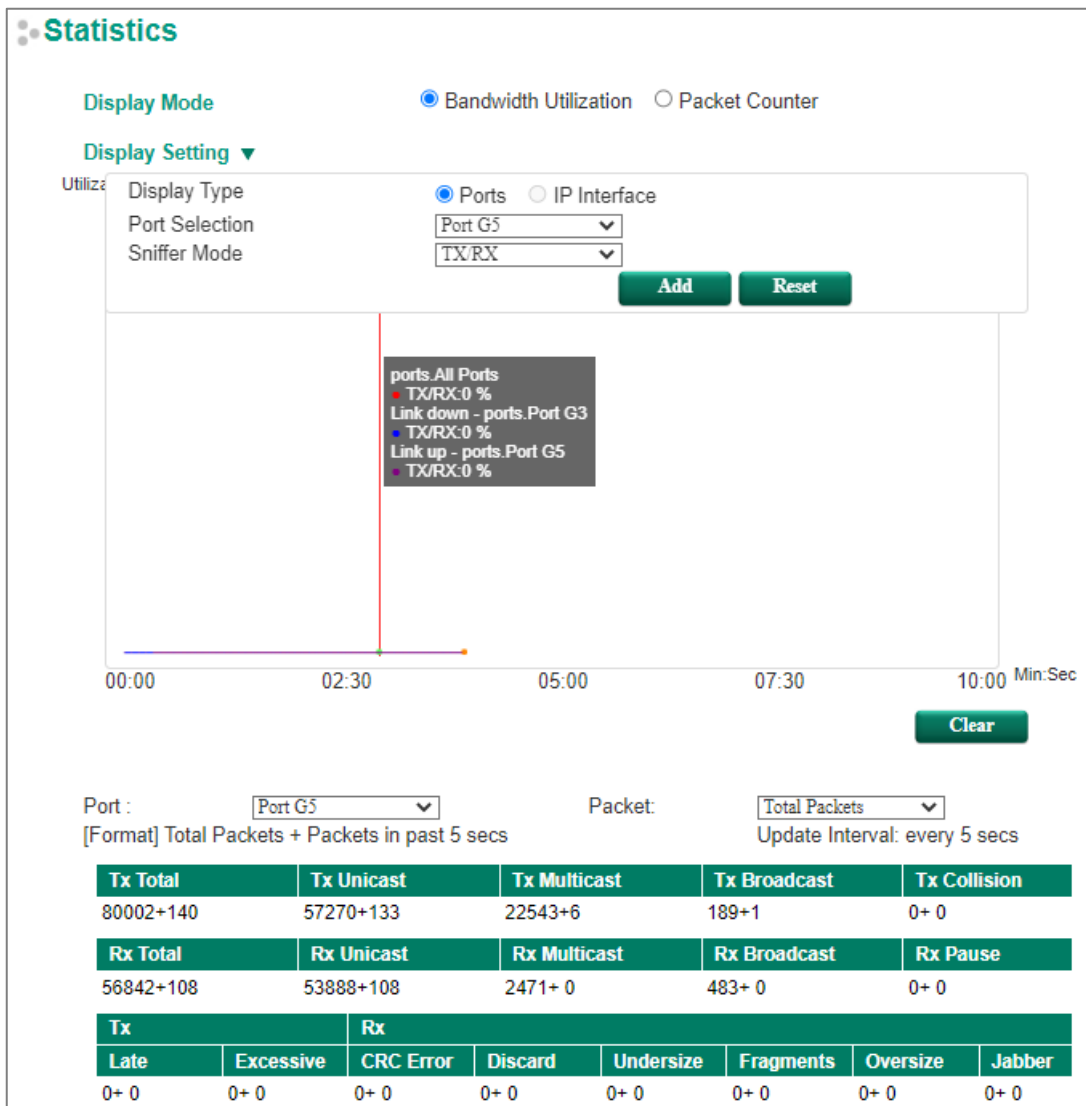 Statistics
Display Mode Bandwidth Utilization Packet Counter
Display Setting ▼
Utiliza
Display Type Ports IP Interface
Port Selection Port G5
Sniffer Mode TX/RX
Add Reset
ports.All Ports
TX/RX:0 %
Link down - ports.Port G3
TX/RX:0 %
Link up - ports.Port G5
TX/RX:0 %
00:00 02:30 05:00 07:30 10:00 Min:Sec
Clear
Port : Port G5 Packet: Total Packets
[Format] Total Packets + Packets in past 5 secs Update Interval: every 5 secs
Tx Total Tx Unicast Tx Multicast Tx Broadcast Tx Collision
80002+140 57270+133 22543+6 189+1 0+ 0
Rx Total Rx Unicast Rx Multicast Rx Broadcast Rx Pause
56842+108 53888+108 2471+ 0 483+ 0 0+ 0
Tx Rx
Late Excessive CRC Error Discard Undersize Fragments Oversize Jabber
0+ 0 0+ 0 0+ 0 0+ 0 0+ 0 0+ 0 0+ 0 0+ 0